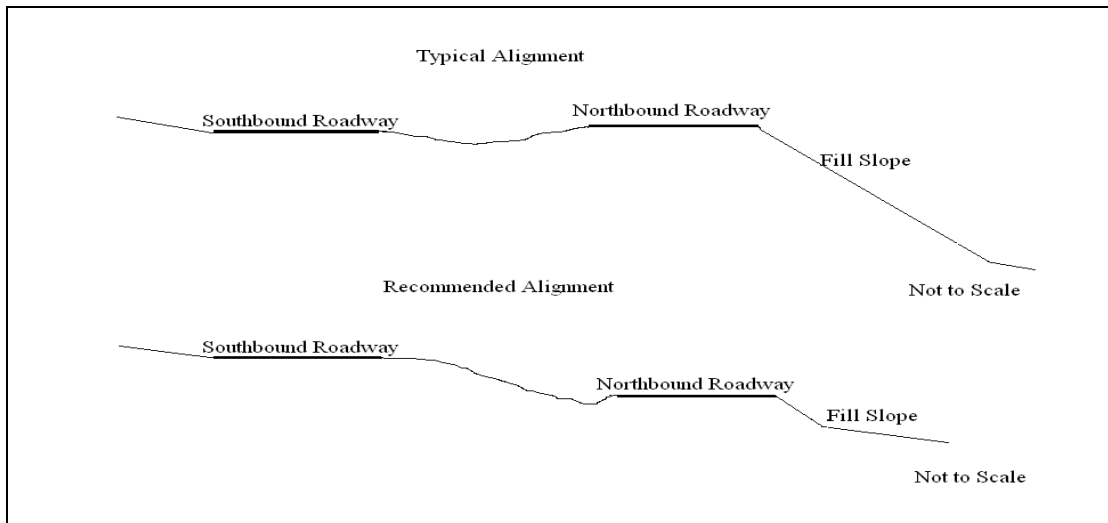 Typical Alignment
Southbound Roadway
Northbound Roadway
Fill Slope
Not to Scale
Recommended Alignment
Southbound Roadway
Northbound Roadway
Fill Slope
Not to Scale